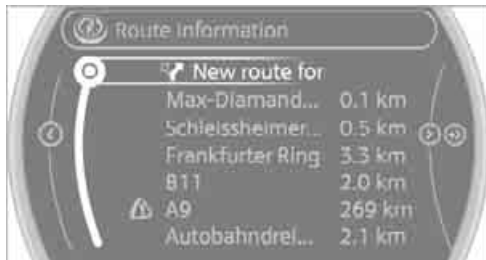 Route information
New route for
Max-Diamand... 0.1 km
Schleissheimer... 0.5 km
Frankfurter Ring 3.3 km
B11 2.0 km
A9 269 km
Autobahndrei... 2.1 km